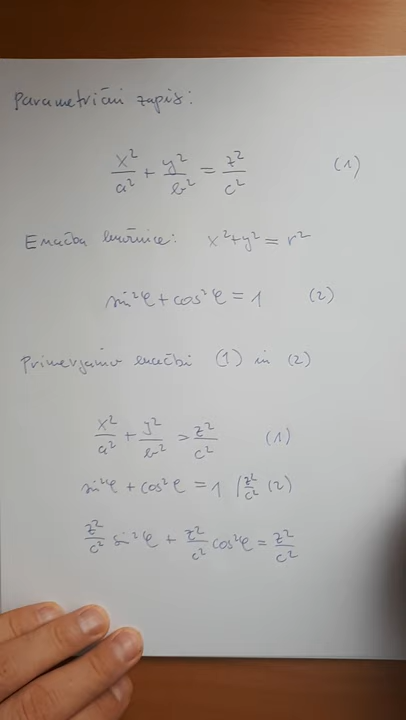 Parametrični zapis:
x²/a² + y²/b² = z²/c² (1)
Enačba krožnice: x²+y² = r²
sin²φ + cos²φ = 1 (2)
Primerjamo enačbi (1) in (2)
x²/a² + y²/b² = z²/c² (1)
sin²φ + cos²φ = 1 / z²/c² (2)
z²/c² sin²φ + z²/c² cos²φ = z²/c²